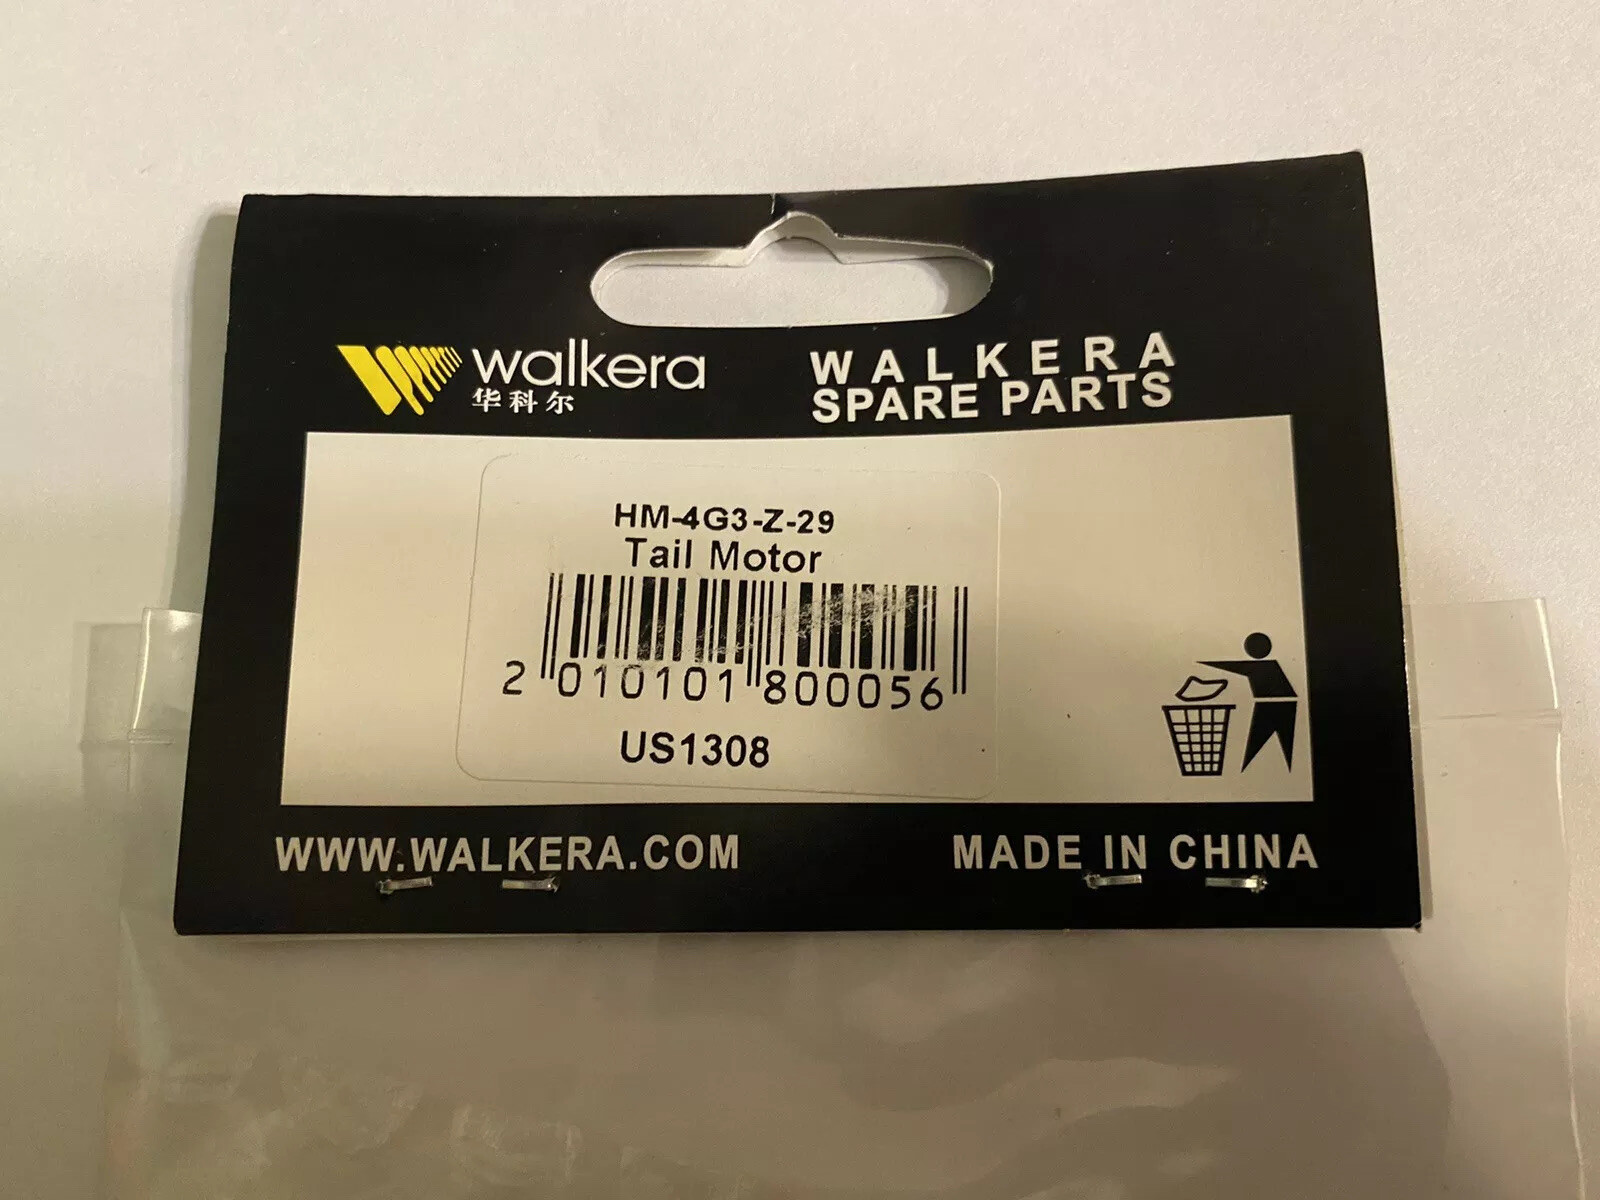 walkera
华科尔
WALKERA
SPARE PARTS
HM-4G3-Z-29
Tail Motor
2 010101 800056
US1308
WWW.WALKERA.COM
MADE IN CHINA